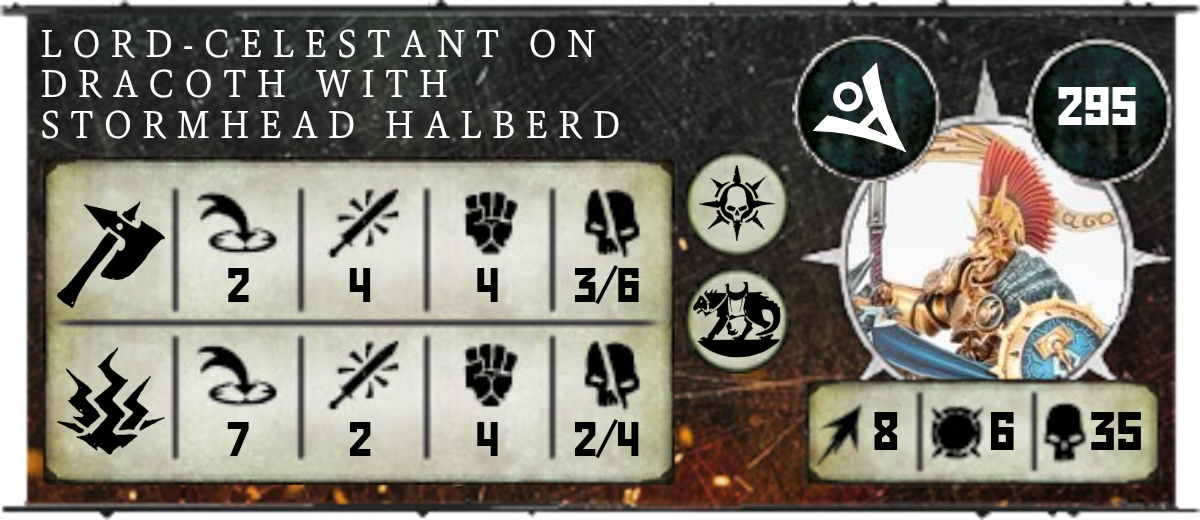 LORD-CELESTANT ON
DRACOTH WITH
STORMHEAD HALBERD
295
2 4 4 3/6
7 2 4 2/4
8 6 35